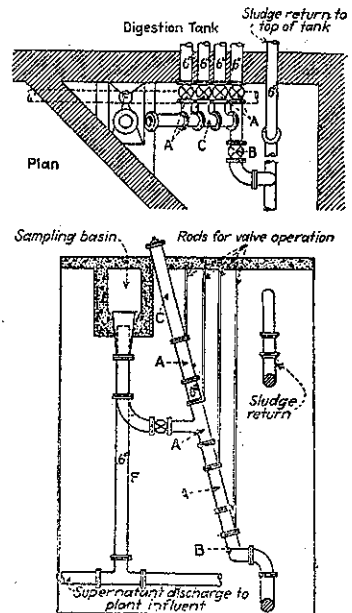 Digestion Tank
Sludge return to
top of tank
6"
6"
6"
6"
6"
A
A
C
B
Plan
Sampling basin
Rods for valve operation
C
A
6"
A
A
6"
F
Sludge
return
B
Supernatant discharge to
plant influent